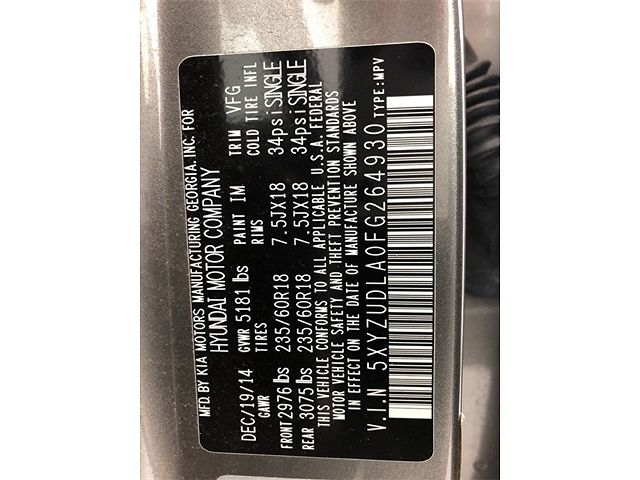 MFD. BY KIA MOTORS MANUFACTURING GEORGIA, INC. FOR
HYUNDAI MOTOR COMPANY
DEC/19/14 GVWR 5181 lbs PAINT IM TRIM VFG
GAWR TIRES RIMS COLD TIRE INFL
FRONT 2976 lbs 235/60R18 7.5JX18 34psi SINGLE
REAR 3075 lbs 235/60R18 7.5JX18 34psi SINGLE
THIS VEHICLE CONFORMS TO ALL APPLICABLE U.S.A. FEDERAL
MOTOR VEHICLE SAFETY AND THEFT PREVENTION STANDARDS
IN EFFECT ON THE DATE OF MANUFACTURE SHOWN ABOVE
V.I.N 5XYZUDLA0FG264930 TYPE:MPV